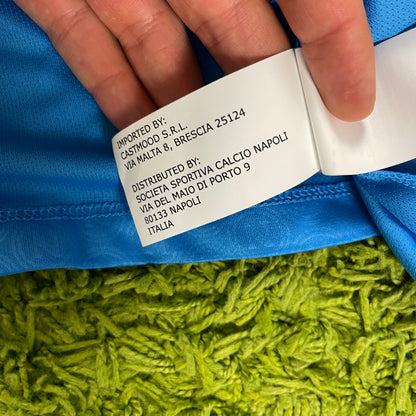 IMPORTED BY:
CASTMOOD S.R.L.
VIA MALTA 8, BRESCIA 25124
DISTRIBUTED BY:
SOCIETA SPORTIVA CALCIO NAPOLI
VIA DEL MAIO DI PORTO 9
80133 NAPOLI
ITALIA